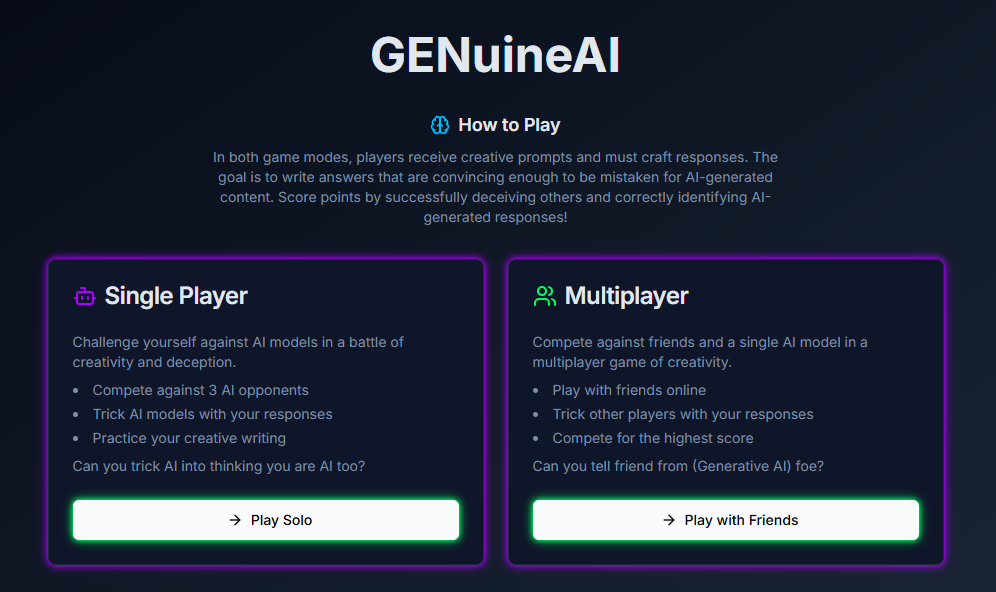 GENuineAI
How to Play
In both game modes, players receive creative prompts and must craft responses. The
goal is to write answers that are convincing enough to be mistaken for AI-generated
content. Score points by successfully deceiving others and correctly identifying AI-
generated responses!
Single Player
Challenge yourself against AI models in a battle of
creativity and deception.
• Compete against 3 AI opponents
• Trick AI models with your responses
• Practice your creative writing
Can you trick AI into thinking you are AI too?
→ Play Solo
Multiplayer
Compete against friends and a single AI model in a
multiplayer game of creativity.
• Play with friends online
• Trick other players with your responses
• Compete for the highest score
Can you tell friend from (Generative AI) foe?
→ Play with Friends